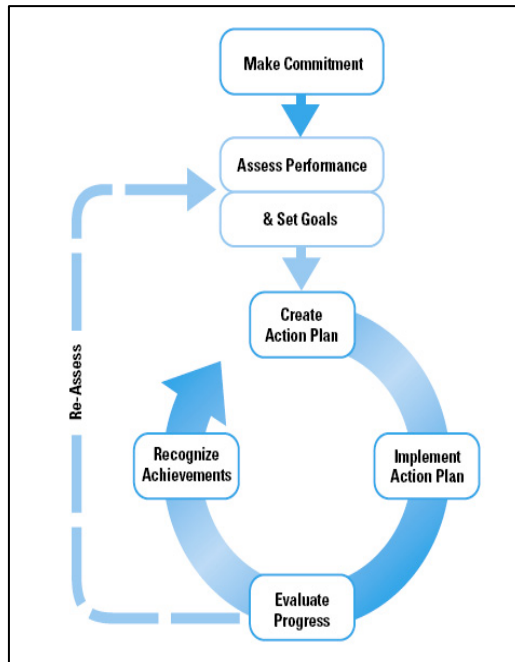 Make Commitment
Assess Performance
& Set Goals
Create
Action Plan
Re-Assess
Recognize
Achievements
Implement
Action Plan
Evaluate
Progress